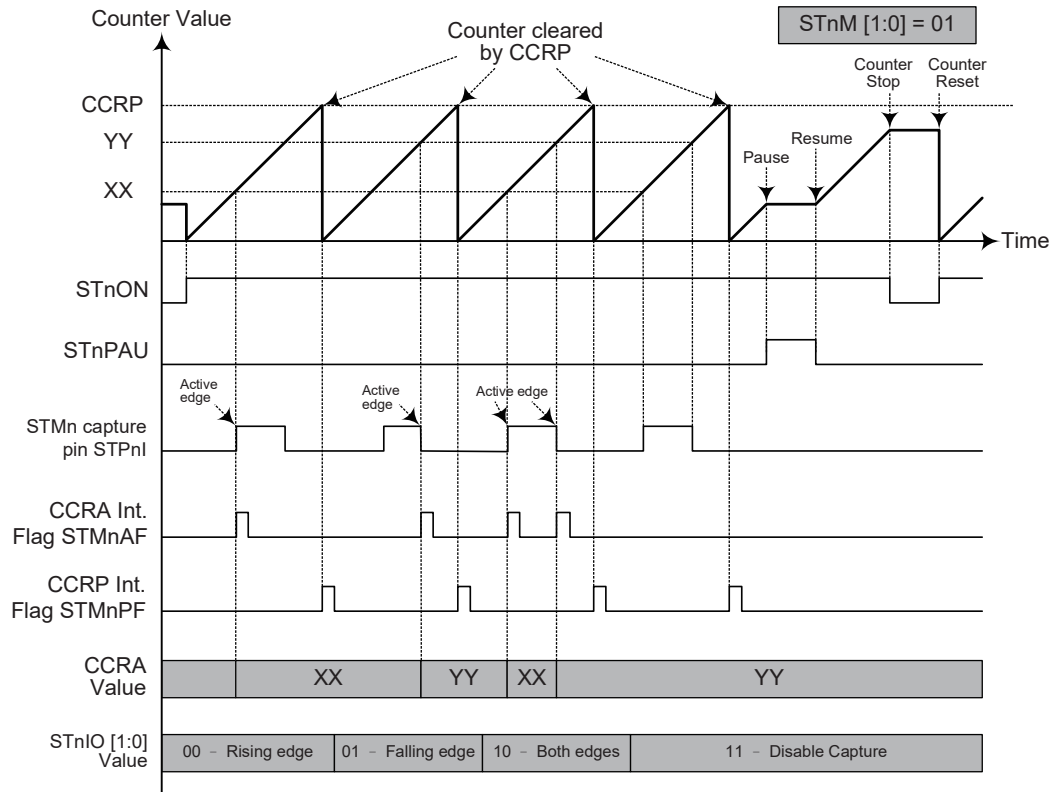 Counter Value
STnM [1:0] = 01
Counter cleared
by CCRP
Counter
Stop
Counter
Reset
CCRP
YY
XX
Pause
Resume
Time
STnON
STnPAU
Active
edge
Active
edge
Active edge
STMn capture
pin STPnI
CCRA Int.
Flag STMnAF
CCRP Int.
Flag STMnPF
CCRA
Value
XX
YY
XX
YY
STnIO [1:0]
Value
00 - Rising edge
01 - Falling edge
10 - Both edges
11 - Disable Capture